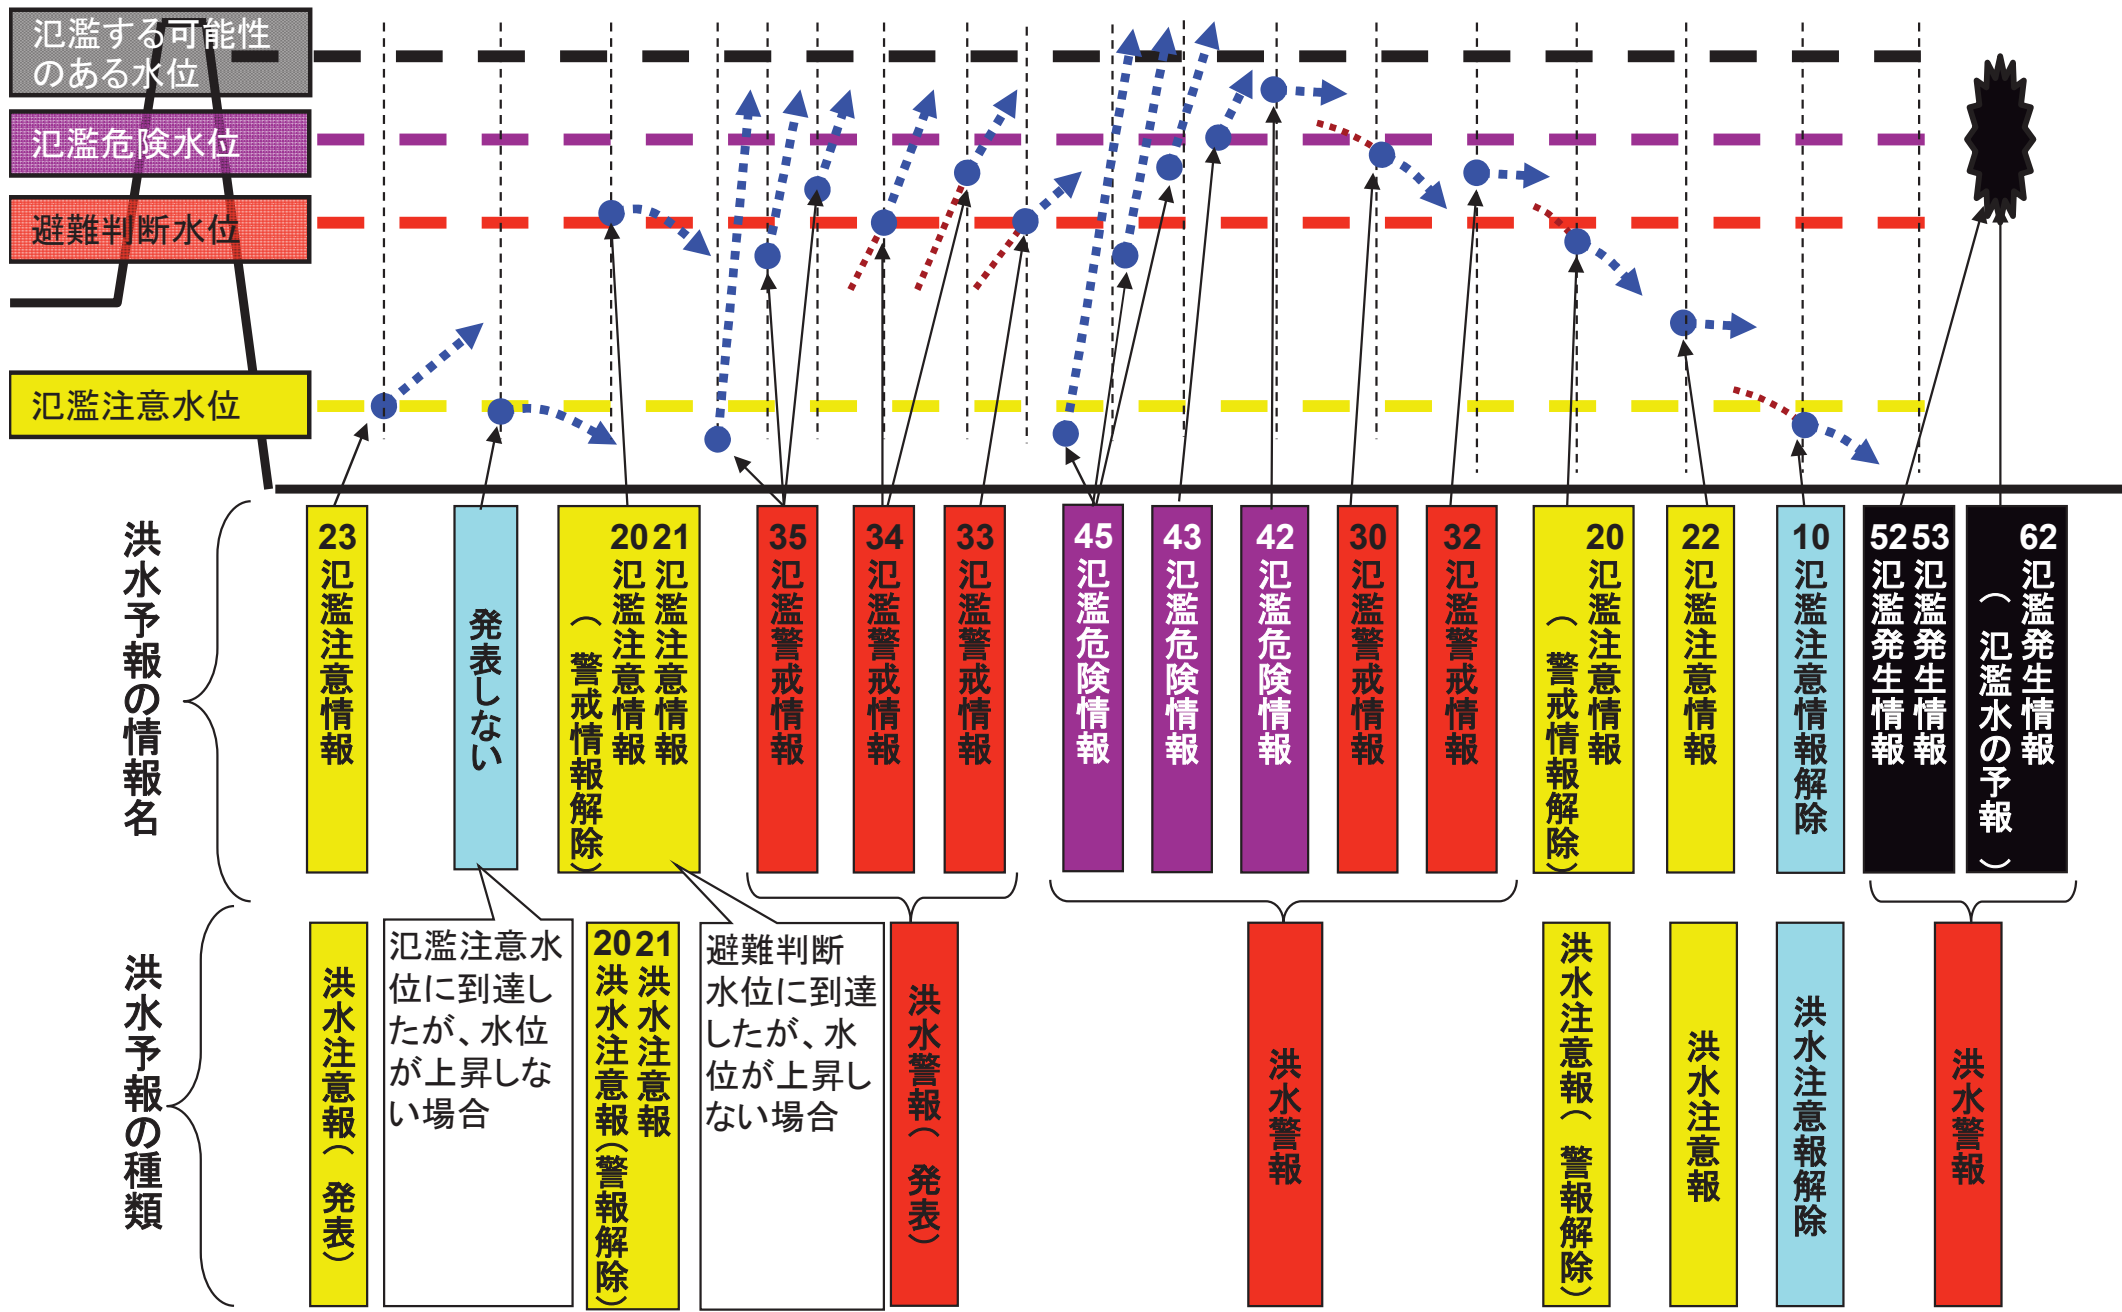 氾濫する可能性
のある水位
氾濫危険水位
避難判断水位
氾濫注意水位
洪水予報の情報名
23
氾濫注意情報
発表しない
20
氾濫注意情報
(警戒情報解除)
21
氾濫注意情報
35
氾濫警戒情報
34
氾濫警戒情報
33
氾濫警戒情報
45
氾濫危険情報
43
氾濫危険情報
42
氾濫危険情報
30
氾濫警戒情報
32
氾濫警戒情報
20
氾濫注意情報
(警戒情報解除)
22
氾濫注意情報
10
氾濫注意情報解除
52
氾濫発生情報
53
氾濫発生情報
62
氾濫発生情報
(氾濫水の予報)
洪水予報の種類
洪水注意報(発表)
氾濫注意水
位に到達し
たが、水位
が上昇しな
い場合
20
洪水注意報(警報解除)
21
洪水注意報
避難判断
水位に到達
したが、水
位が上昇し
ない場合
洪水警報(発表)
洪水警報
洪水注意報(警報解除)
洪水注意報
洪水注意報解除
洪水警報